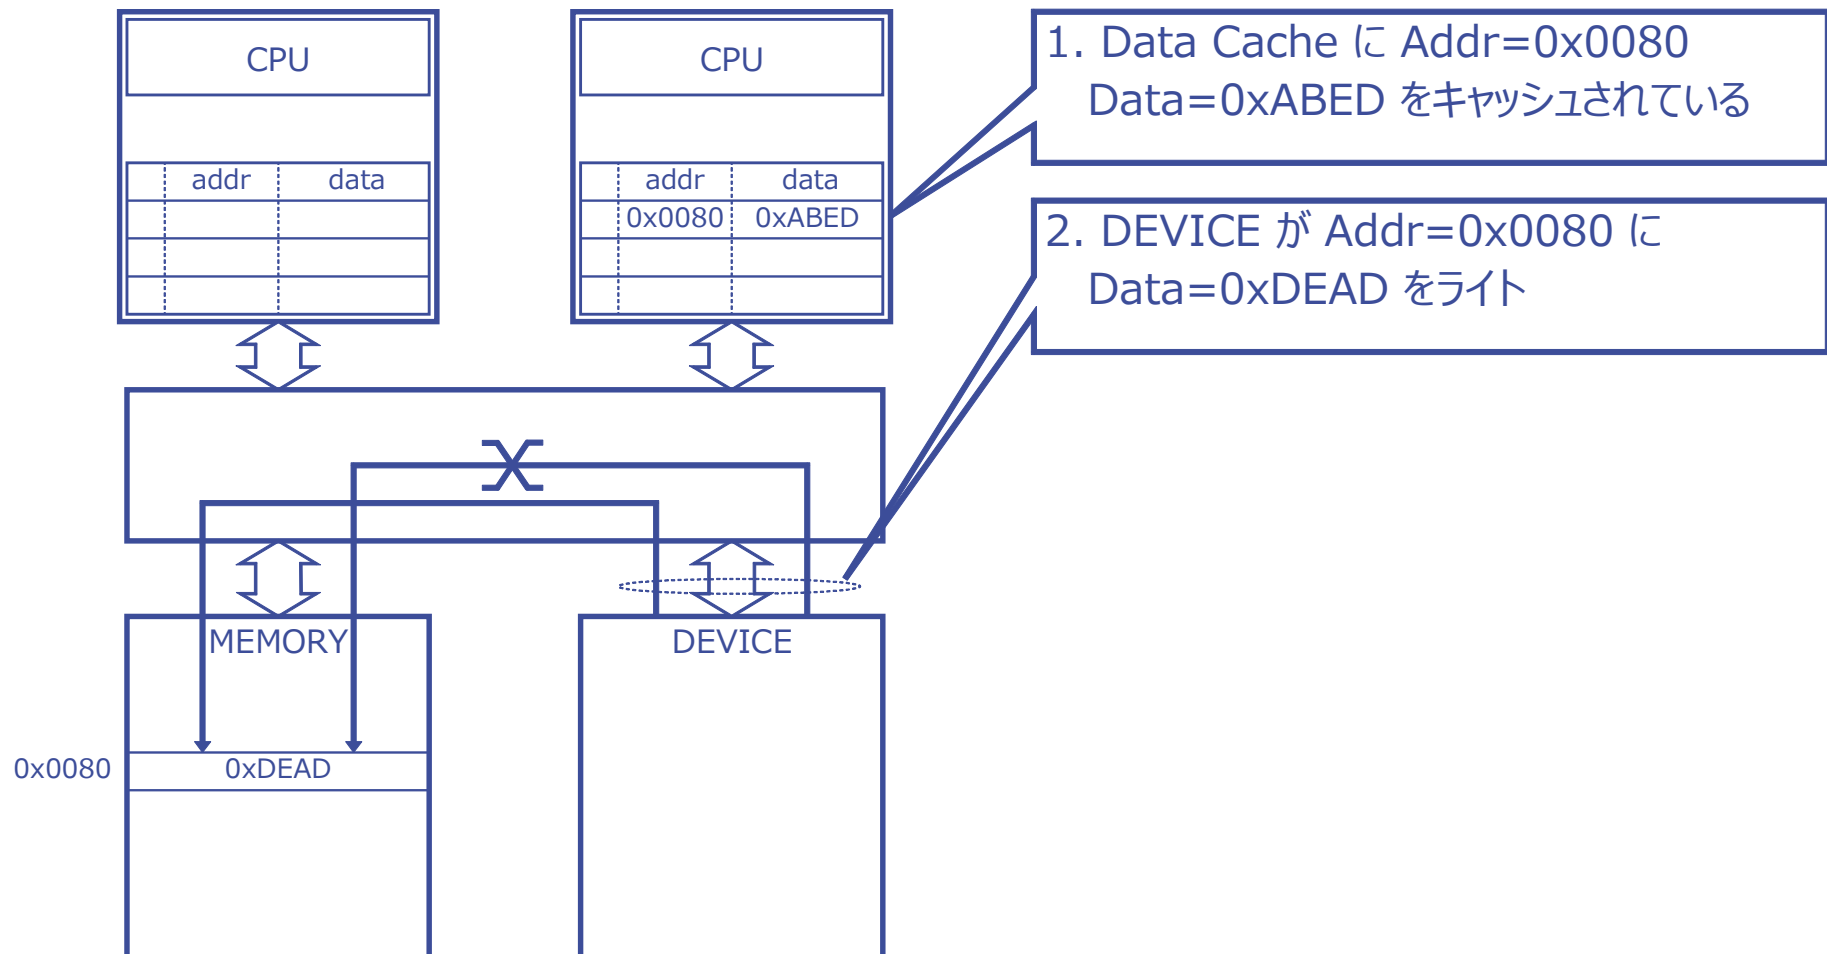 CPU
CPU
1. Data Cache に Addr=0x0080
Data=0xABED をキャッシュされている
addr data
addr data
0x0080 0xABED
2. DEVICE が Addr=0x0080 に
Data=0xDEAD をライト
MEMORY
DEVICE
0x0080 0xDEAD